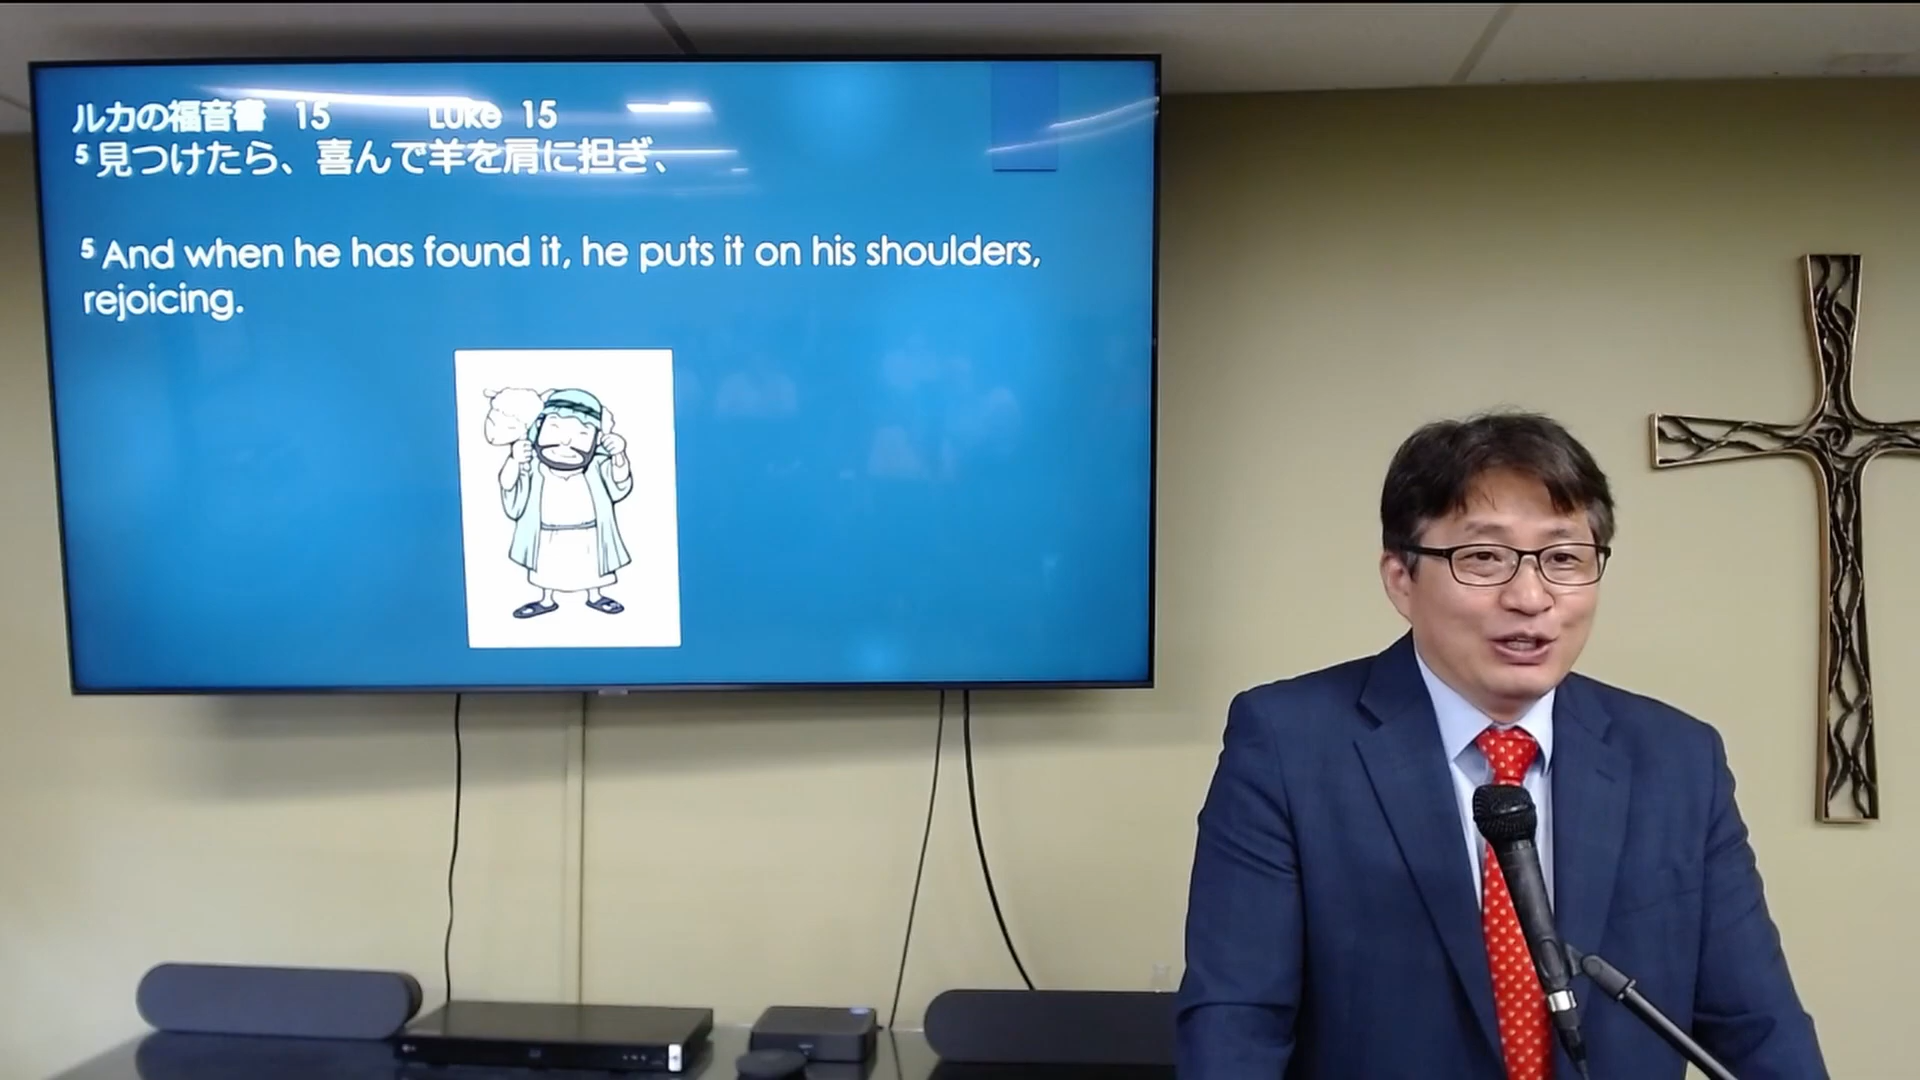 ルカの福音書 15 Luke 15
5 見つけたら、喜んで羊を肩に担ぎ、
5 And when he has found it, he puts it on his shoulders,
rejoicing.